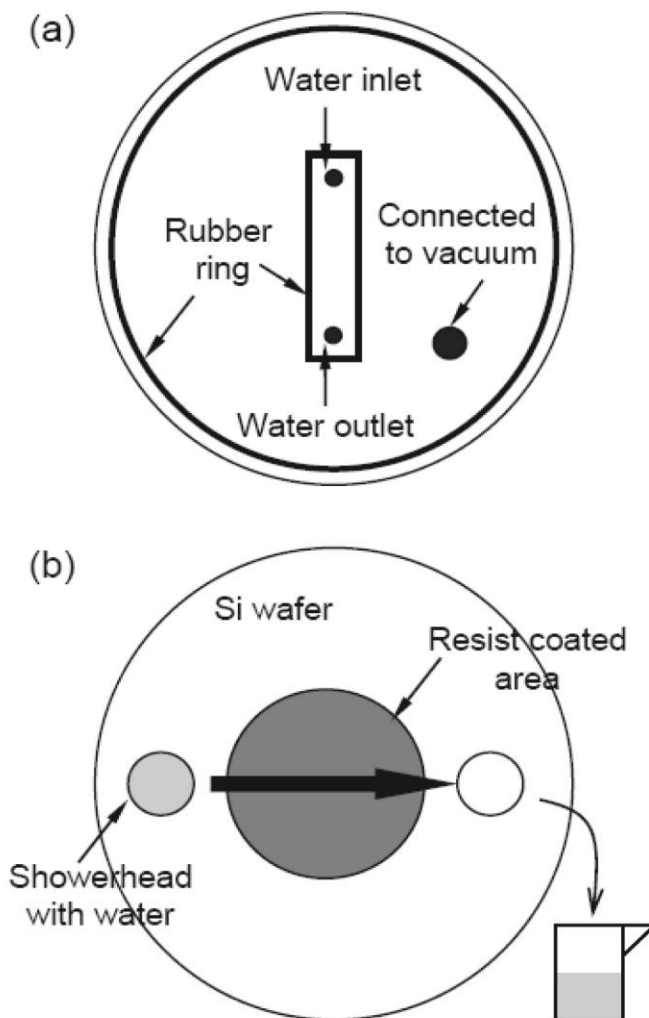 (a)
Water inlet
Connected
to vacuum
Rubber
ring
Water outlet
(b)
Si wafer
Resist coated
area
Showerhead
with water